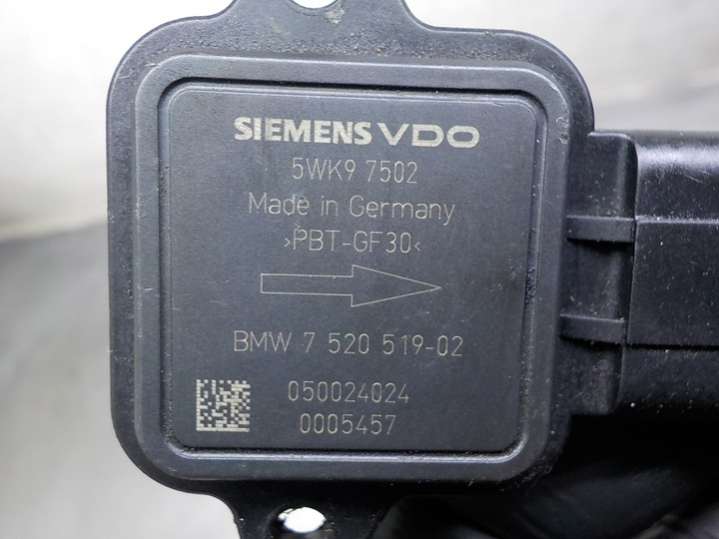 SIEMENS VDO
5WK9 7502
Made in Germany
>PBT-GF30<
BMW 7 520 519-02
050024024
0005457